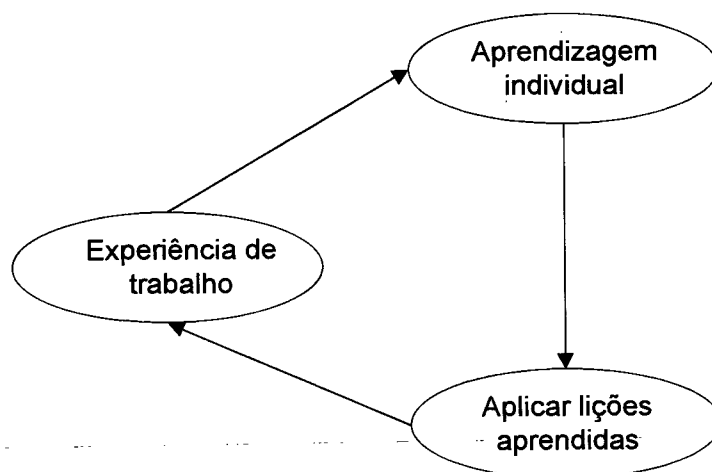 Aprendizagem
individual
Experiência de
trabalho
Aplicar lições
aprendidas